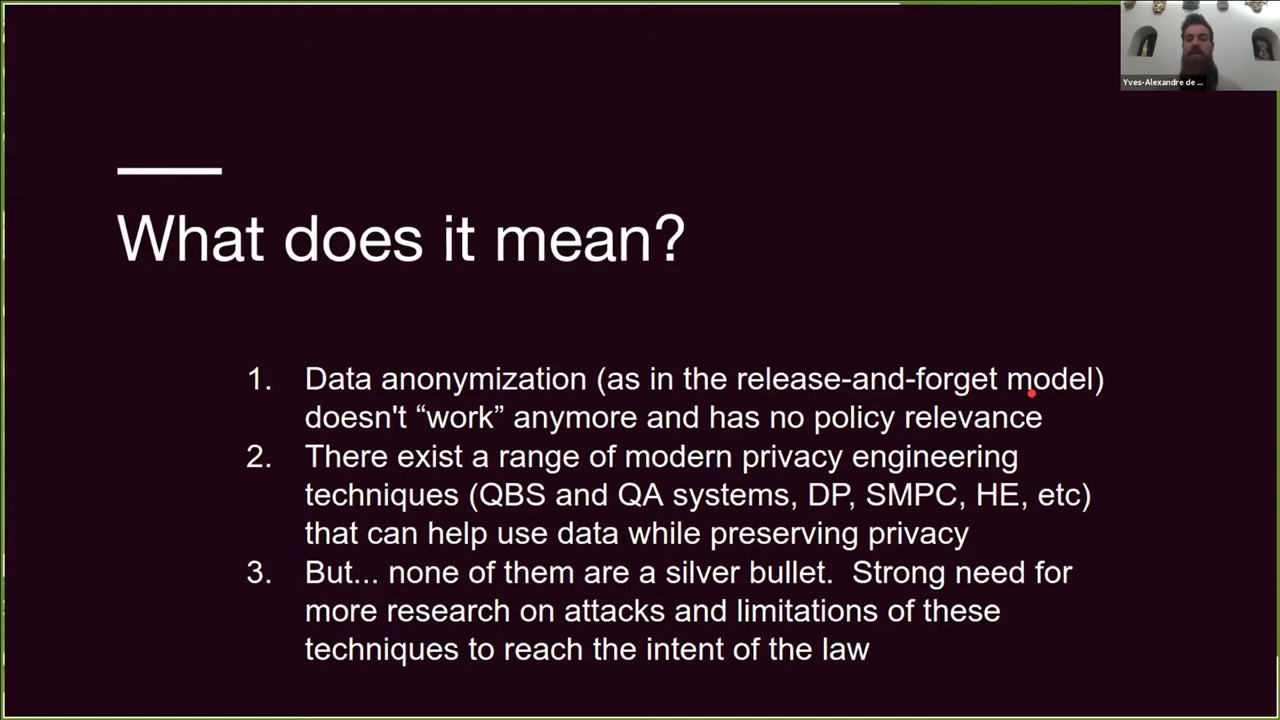 Yves-Alexandre de ...
What does it mean?
1. Data anonymization (as in the release-and-forget model)
doesn't “work” anymore and has no policy relevance
2. There exist a range of modern privacy engineering
techniques (QBS and QA systems, DP, SMPC, HE, etc)
that can help use data while preserving privacy
3. But... none of them are a silver bullet.  Strong need for
more research on attacks and limitations of these
techniques to reach the intent of the law